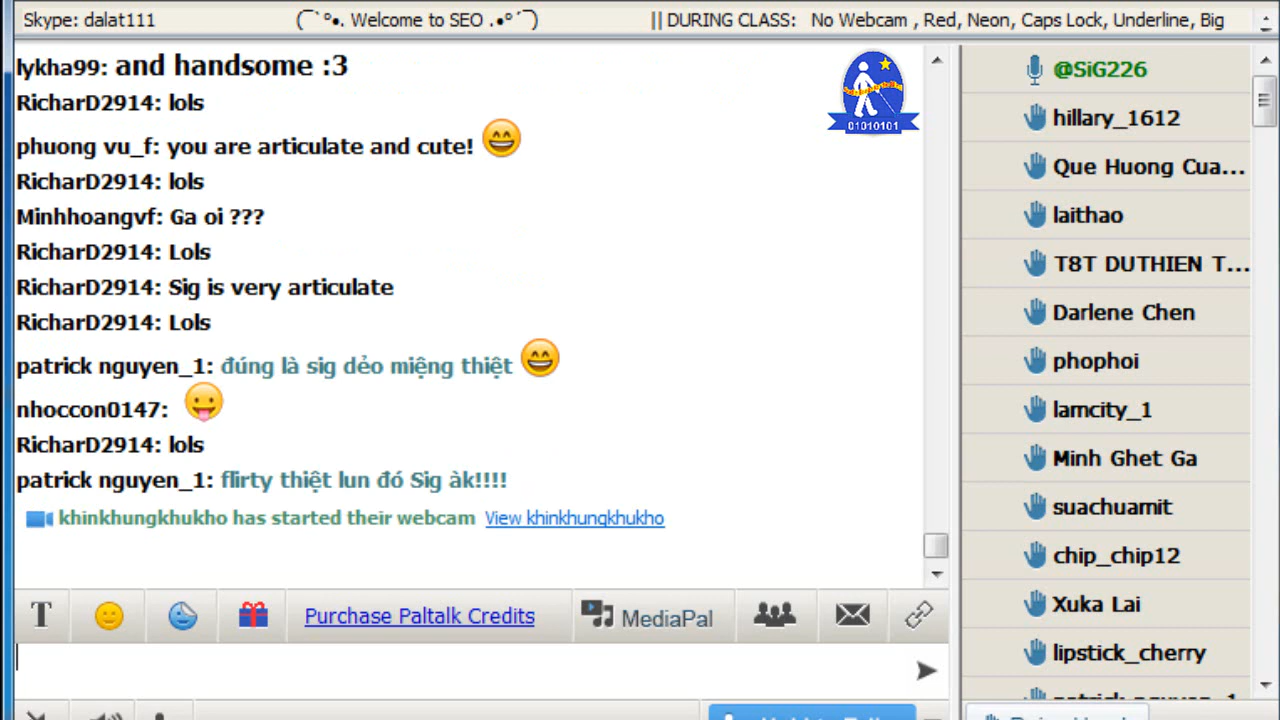 Skype: dalat111 (¯`°•. Welcome to SEO .•°´¯) || DURING CLASS: No Webcam , Red, Neon, Caps Lock, Underline, Big
lykha99: and handsome :3
RicharD2914: lols
phuong vu_f: you are articulate and cute!
RicharD2914: lols
Minhhoangvf: Ga oi ???
RicharD2914: Lols
RicharD2914: Sig is very articulate
RicharD2914: Lols
patrick nguyen_1: đúng là sig dẻo miệng thiệt
nhoccon0147:
RicharD2914: lols
patrick nguyen_1: flirty thiệt lun đó Sig àk!!!!
khinkhungkhukho has started their webcam View khinkhungkhukho
01010101
T Purchase Paltalk Credits MediaPal
@SiG226
hillary_1612
Que Huong Cua...
laithao
T8T DUTHIEN T...
Darlene Chen
phophoi
lamcity_1
Minh Ghet Ga
suachuamit
chip_chip12
Xuka Lai
lipstick_cherry
patrick nguyen_1